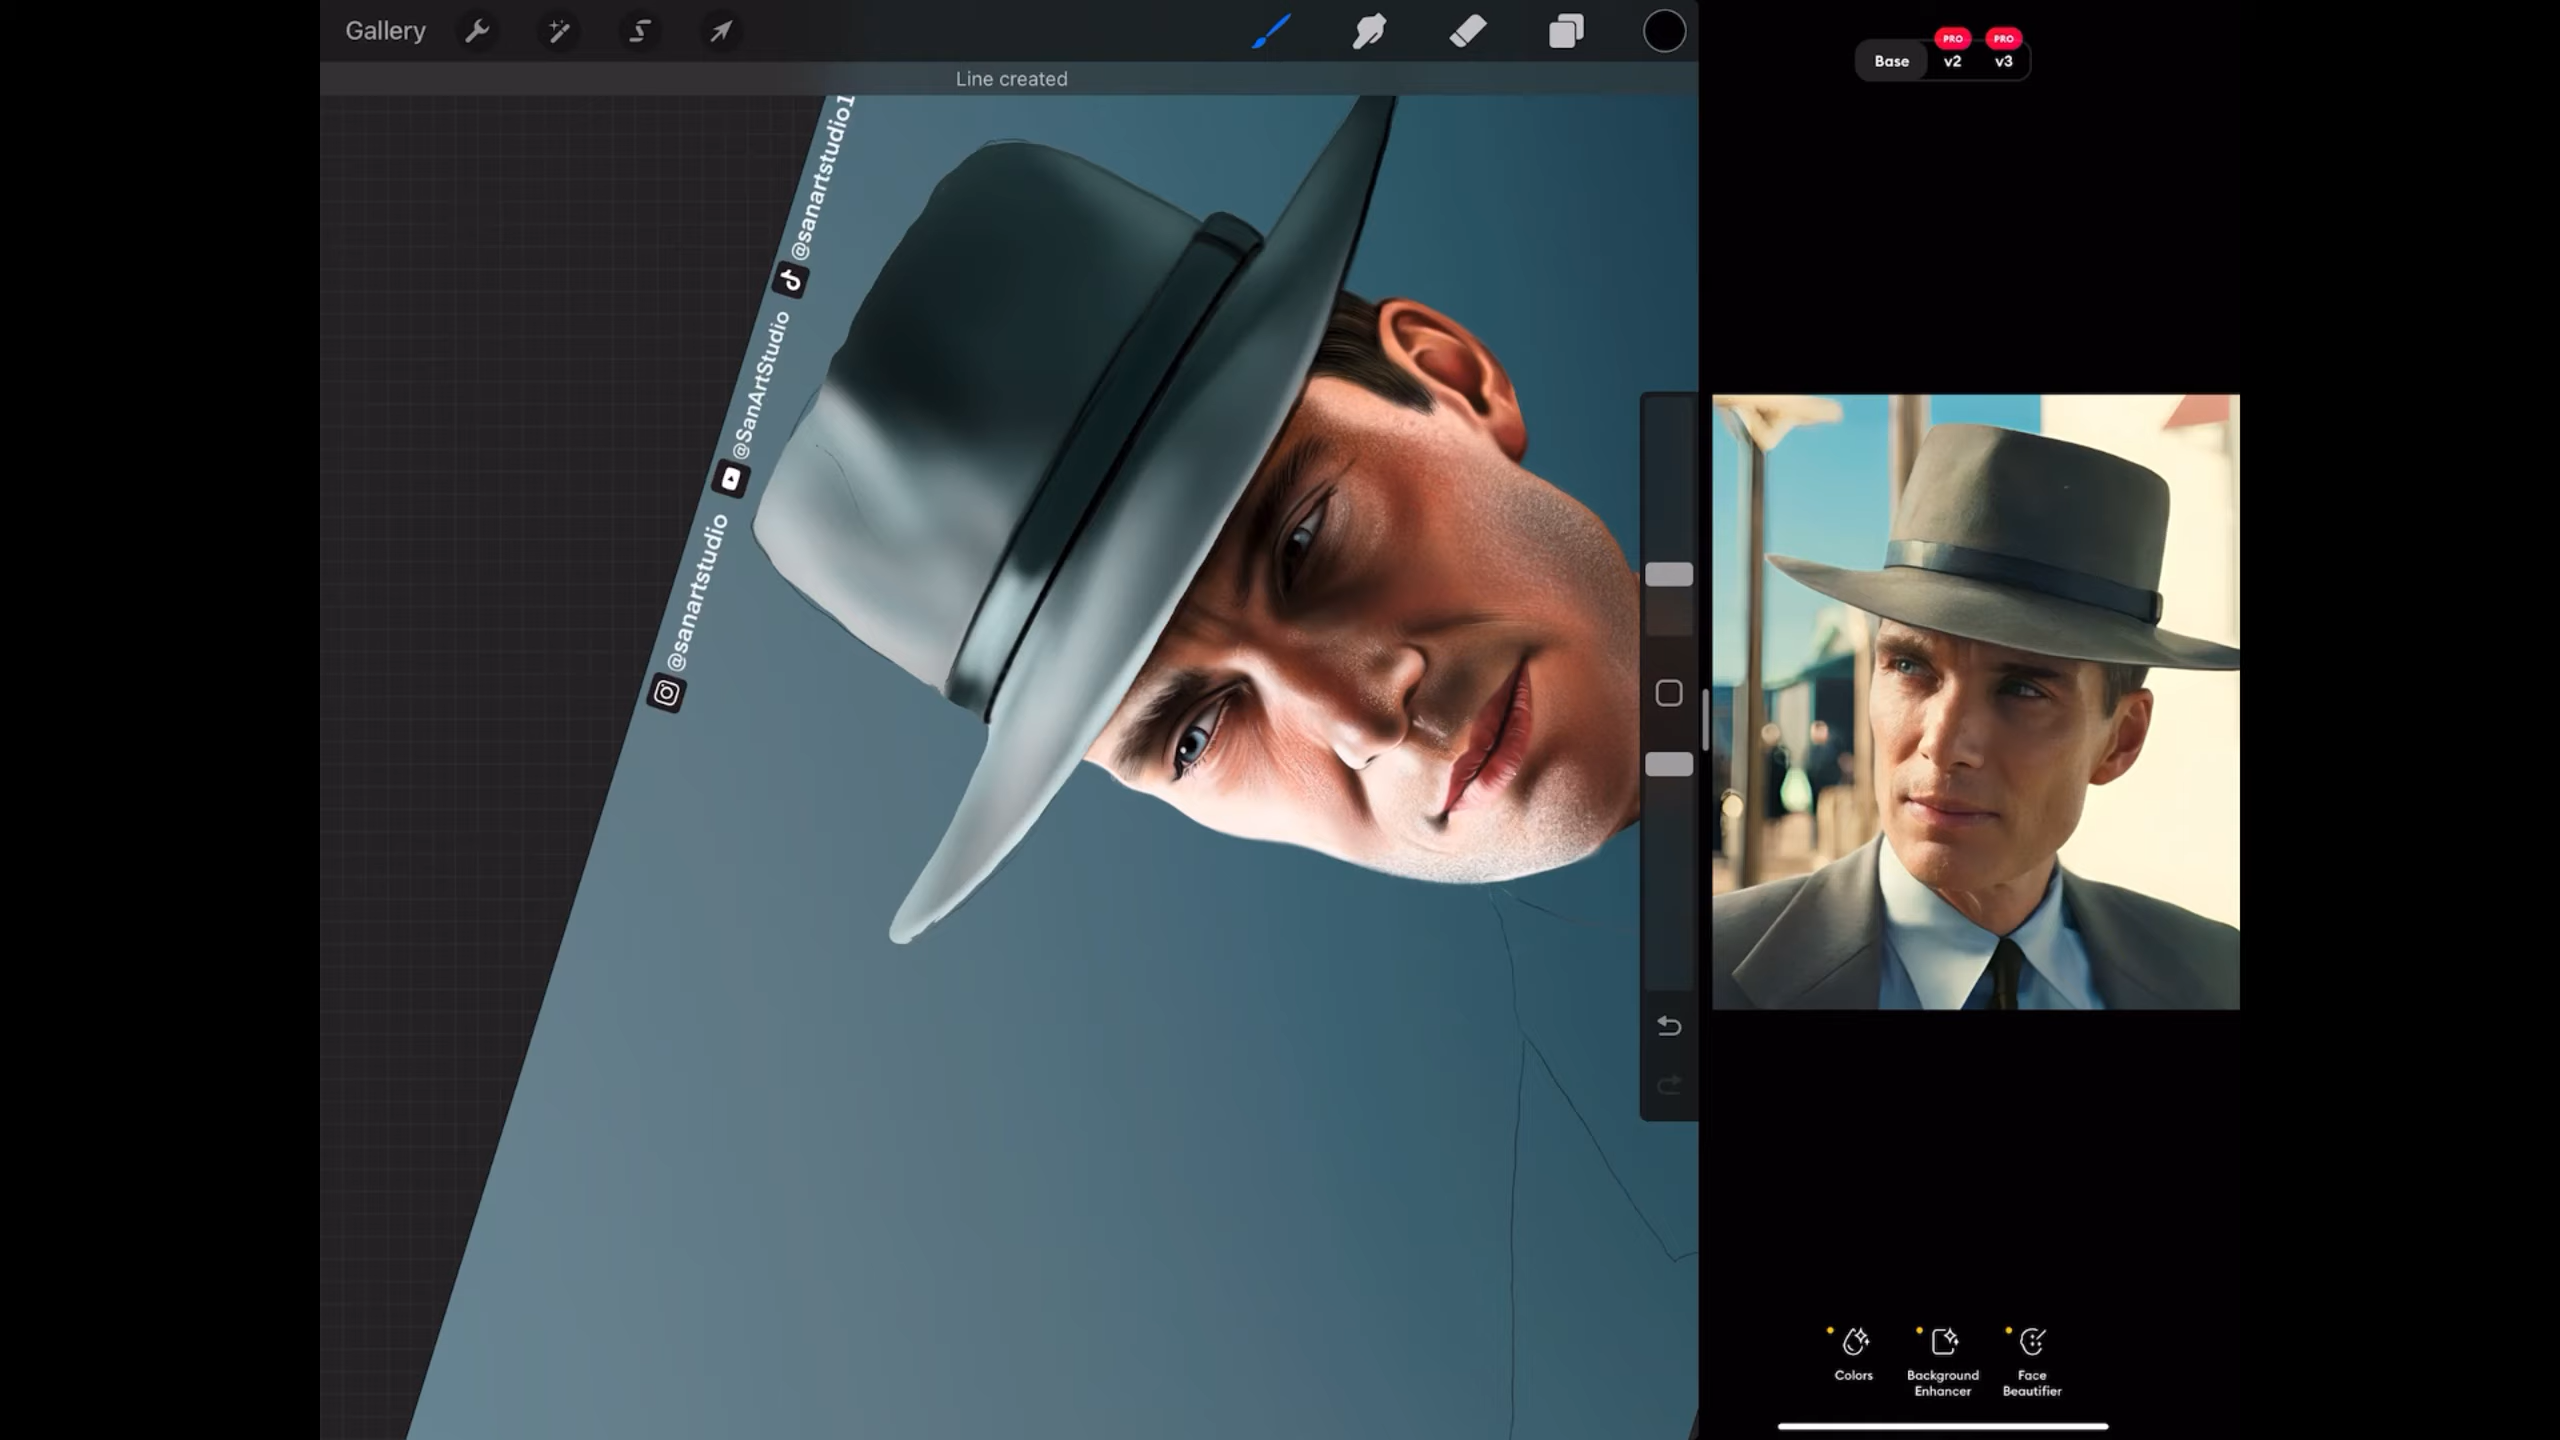 Gallery
Line created
@sanartstudio1
@SanArtStudio
@sanartstudio
PRO PRO
Base v2 v3
Colors
Background
Enhancer
Face
Beautifier